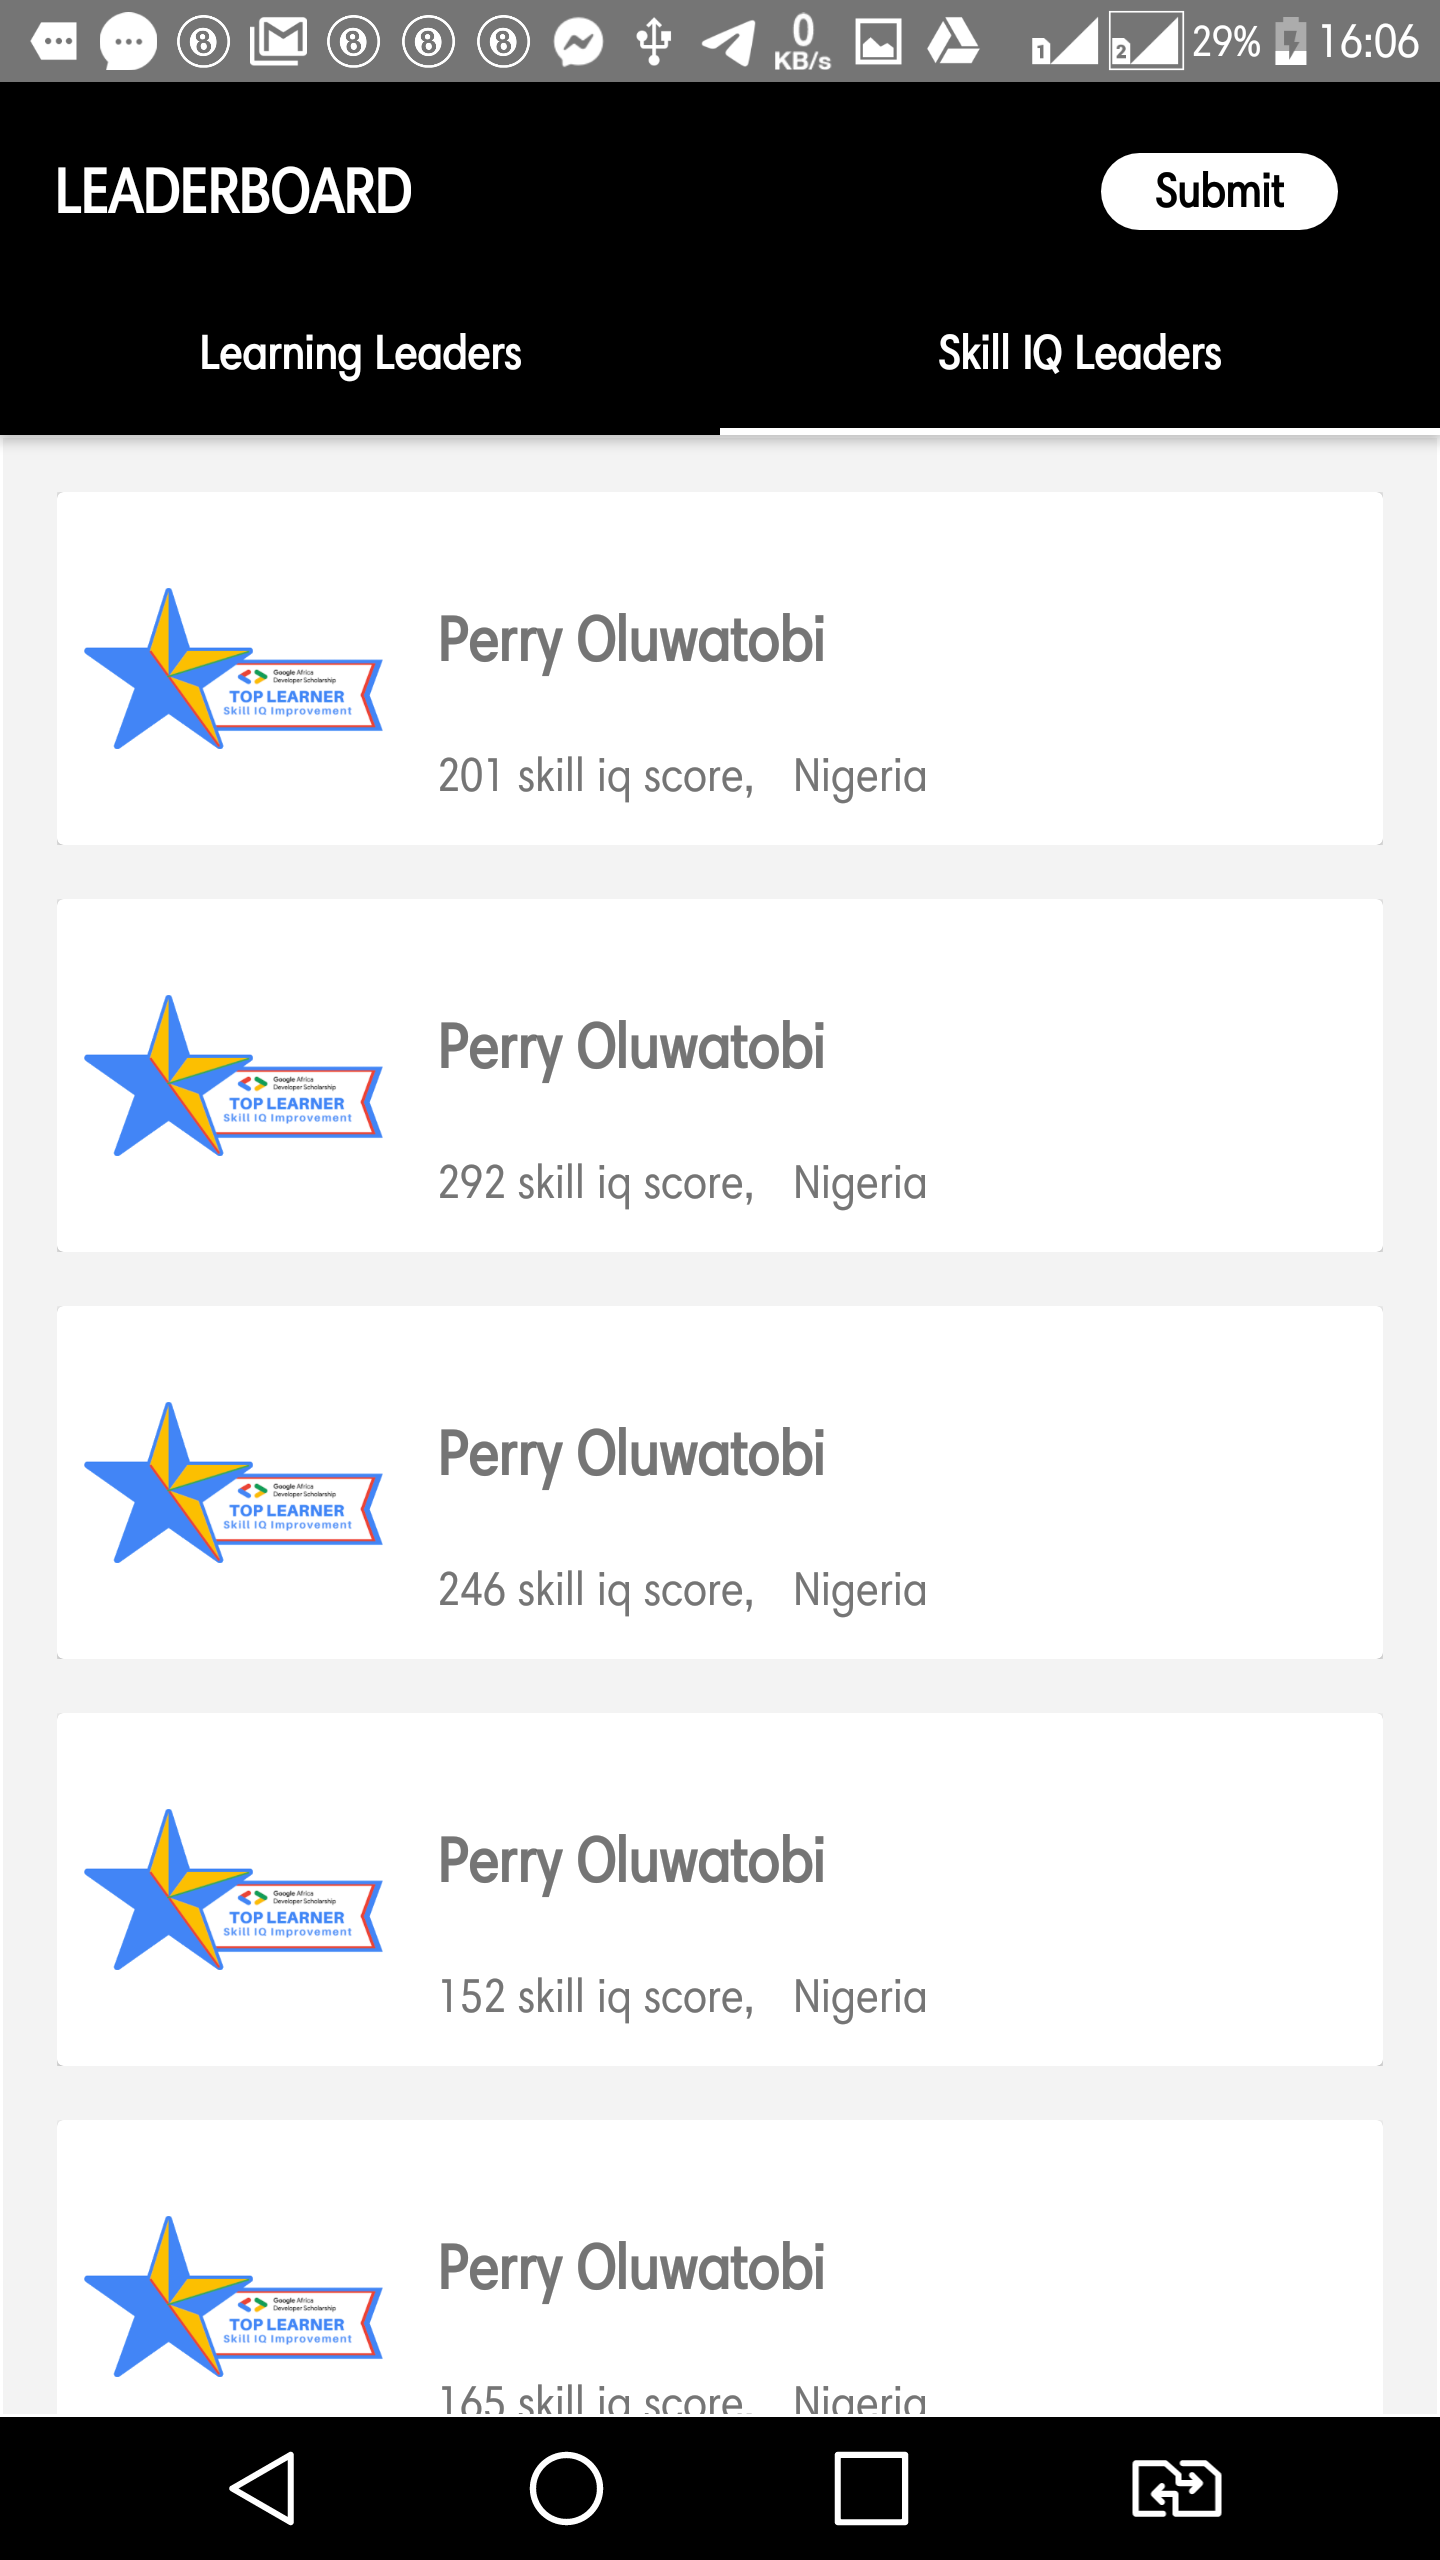 0 KB/s 1 2 29% 16:06
LEADERBOARD
Submit
Learning Leaders Skill IQ Leaders
Perry Oluwatobi
Google Africa
Developer Scholarship
TOP LEARNER
Skill IQ Improvement
201 skill iq score, Nigeria
Perry Oluwatobi
Google Africa
Developer Scholarship
TOP LEARNER
Skill IQ Improvement
292 skill iq score, Nigeria
Perry Oluwatobi
Google Africa
Developer Scholarship
TOP LEARNER
Skill IQ Improvement
246 skill iq score, Nigeria
Perry Oluwatobi
Google Africa
Developer Scholarship
TOP LEARNER
Skill IQ Improvement
152 skill iq score, Nigeria
Perry Oluwatobi
Google Africa
Developer Scholarship
TOP LEARNER
Skill IQ Improvement
165 skill iq score, Nigeria